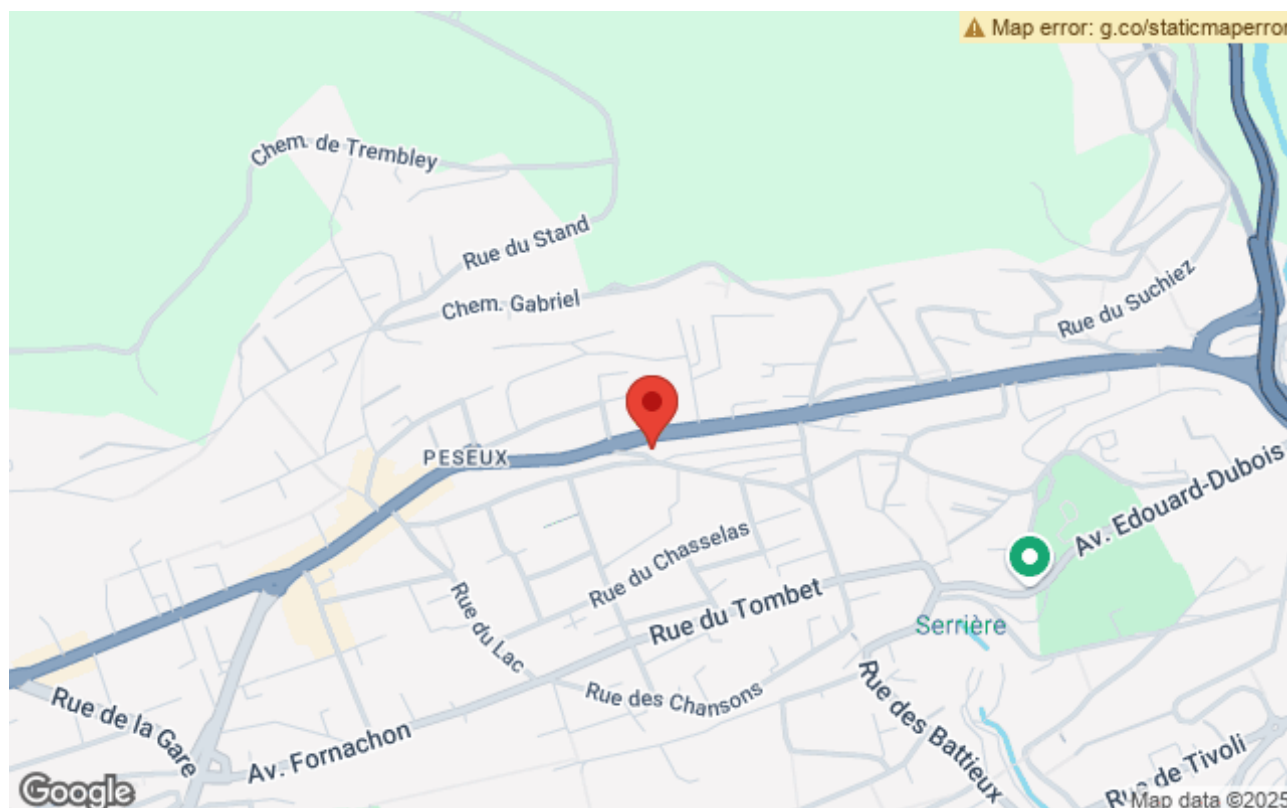 Map error: g.co/staticmaperror
Chem. de Trembley
Rue du Stand
Chem. Gabriel
Rue du Suchiez
PESEUX
Av. Edouard-Dubois
Rue du Chasselas
Rue du Tombet
Rue du Lac
Serrière
Rue des Chansons
Rue de la Gare
Av. Fornachon
Rue des Battieux
Rue de Tivoli
Google
Map data ©2025